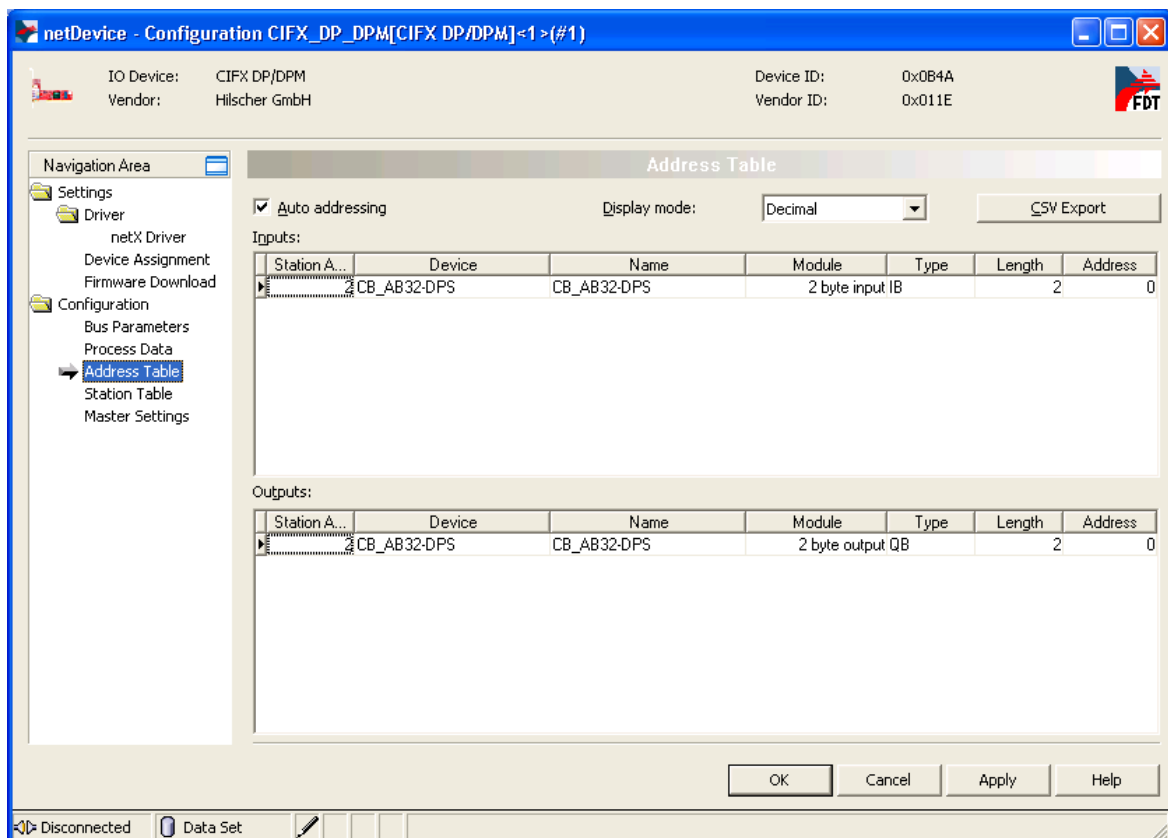 netDevice - Configuration CIFX_DP_DPM[CIFX DP/DPM]<1>(#1)
IO Device: CIFX DP/DPM Device ID: 0x0B4A
Vendor: Hilscher GmbH Vendor ID: 0x011E
FDT
Navigation Area
Settings
Driver
netX Driver
Device Assignment
Firmware Download
Configuration
Bus Parameters
Process Data
Address Table
Station Table
Master Settings
Address Table
Auto addressing Display mode: Decimal CSV Export
Inputs:
Station A... Device Name Module Type Length Address
2 CB_AB32-DPS CB_AB32-DPS 2 byte input IB 2 0
Outputs:
Station A... Device Name Module Type Length Address
2 CB_AB32-DPS CB_AB32-DPS 2 byte output QB 2 0
OK Cancel Apply Help
Disconnected Data Set